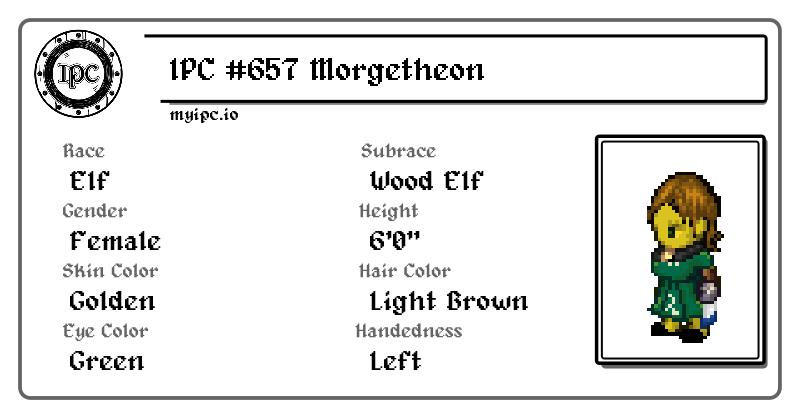 IPC
IPC #657 Morgetheon
myipc.io
Race
Elf
Subrace
Wood Elf
Gender
Female
Height
6'0"
Skin Color
Golden
Hair Color
Light Brown
Eye Color
Green
Handedness
Left